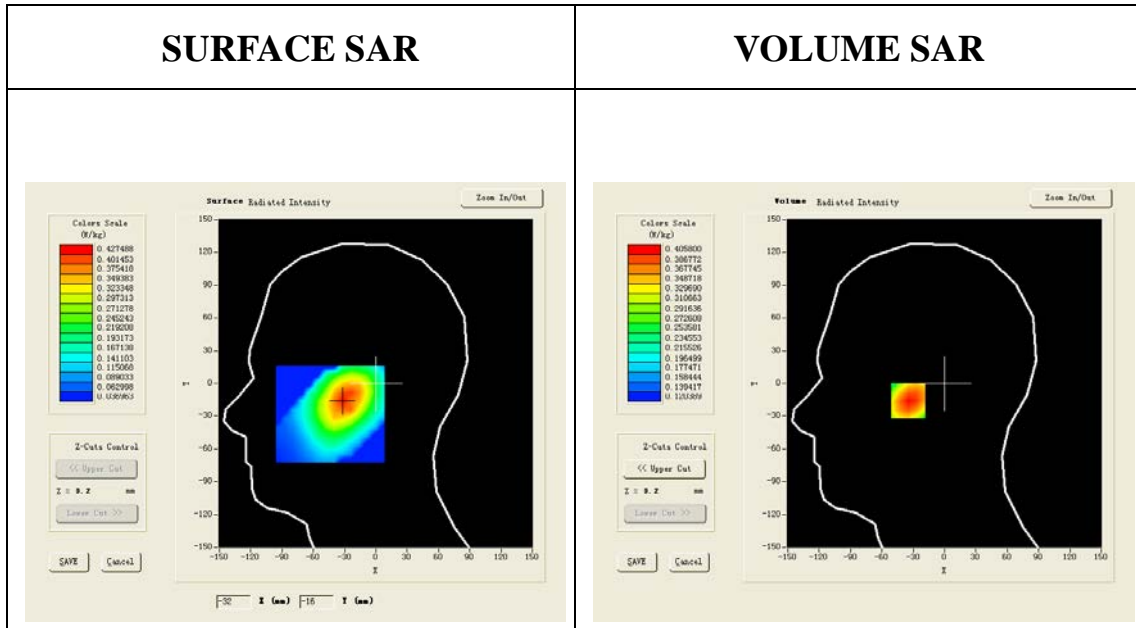 SURFACE SAR
VOLUME SAR
Surface Radiated Intensity
Zoom In/Out
Colors Scale
(W/kg)
0.427488
0.401453
0.375418
0.349383
0.323348
0.297313
0.271278
0.245243
0.219208
0.193173
0.167138
0.141103
0.115068
0.089033
0.062998
0.036963
150
120
90
60
30
0
-30
-60
-90
-120
-150
-150 -120 -90 -60 -30 0 30 60 90 120 150
X
Z-Cuts Control
<< Upper Cut
Z = 9.2 mm
Lower Cut >>
SAVE Cancel
-32 X (mm) -16 Y (mm)
Volume Radiated Intensity
Zoom In/Out
Colors Scale
(W/kg)
0.405800
0.386772
0.367745
0.348718
0.329690
0.310663
0.291636
0.272608
0.253581
0.234553
0.215526
0.196499
0.177471
0.158444
0.139417
0.120389
150
120
90
60
30
0
-30
-60
-90
-120
-150
-150 -120 -90 -60 -30 0 30 60 90 120 150
X
Z-Cuts Control
<< Upper Cut
Z = 9.2 mm
Lower Cut >>
SAVE Cancel